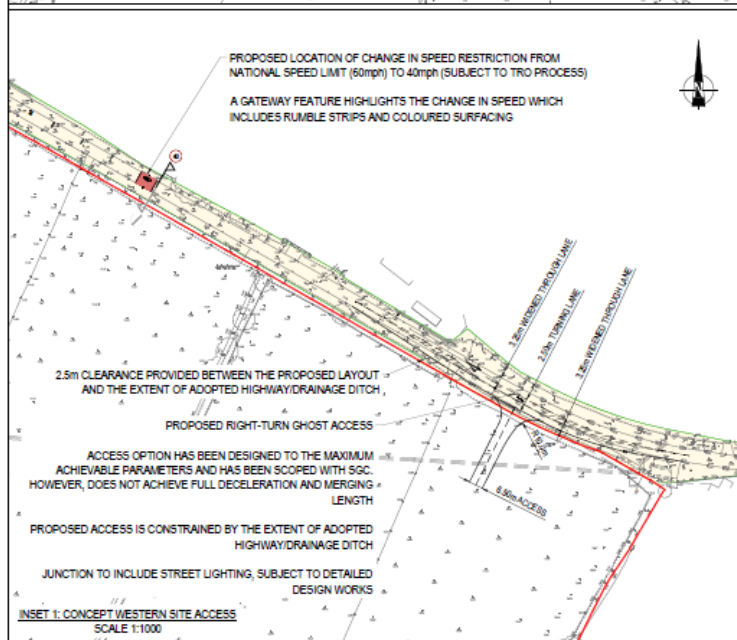 PROPOSED LOCATION OF CHANGE IN SPEED RESTRICTION FROM
NATIONAL SPEED LIMIT (60mph) TO 40mph (SUBJECT TO TRO PROCESS)
A GATEWAY FEATURE HIGHLIGHTS THE CHANGE IN SPEED WHICH
INCLUDES RUMBLE STRIPS AND COLOURED SURFACING
N
3.35m WIDENED THROUGH LANE
TURNING LANE
3.35m WIDENED THROUGH LANE
2.5m CLEARANCE PROVIDED BETWEEN THE PROPOSED LAYOUT
AND THE EXTENT OF ADOPTED HIGHWAY/DRAINAGE DITCH
PROPOSED RIGHT-TURN GHOST ACCESS
ACCESS OPTION HAS BEEN DESIGNED TO THE MAXIMUM
ACHIEVABLE PARAMETERS AND HAS BEEN SCOPED WITH SGC.
HOWEVER, DOES NOT ACHIEVE FULL DECELERATION AND MERGING
LENGTH
6.50m ACCESS
PROPOSED ACCESS IS CONSTRAINED BY THE EXTENT OF ADOPTED
HIGHWAY/DRAINAGE DITCH
JUNCTION TO INCLUDE STREET LIGHTING, SUBJECT TO DETAILED
DESIGN WORKS
INSET 1: CONCEPT WESTERN SITE ACCESS
SCALE 1:1000